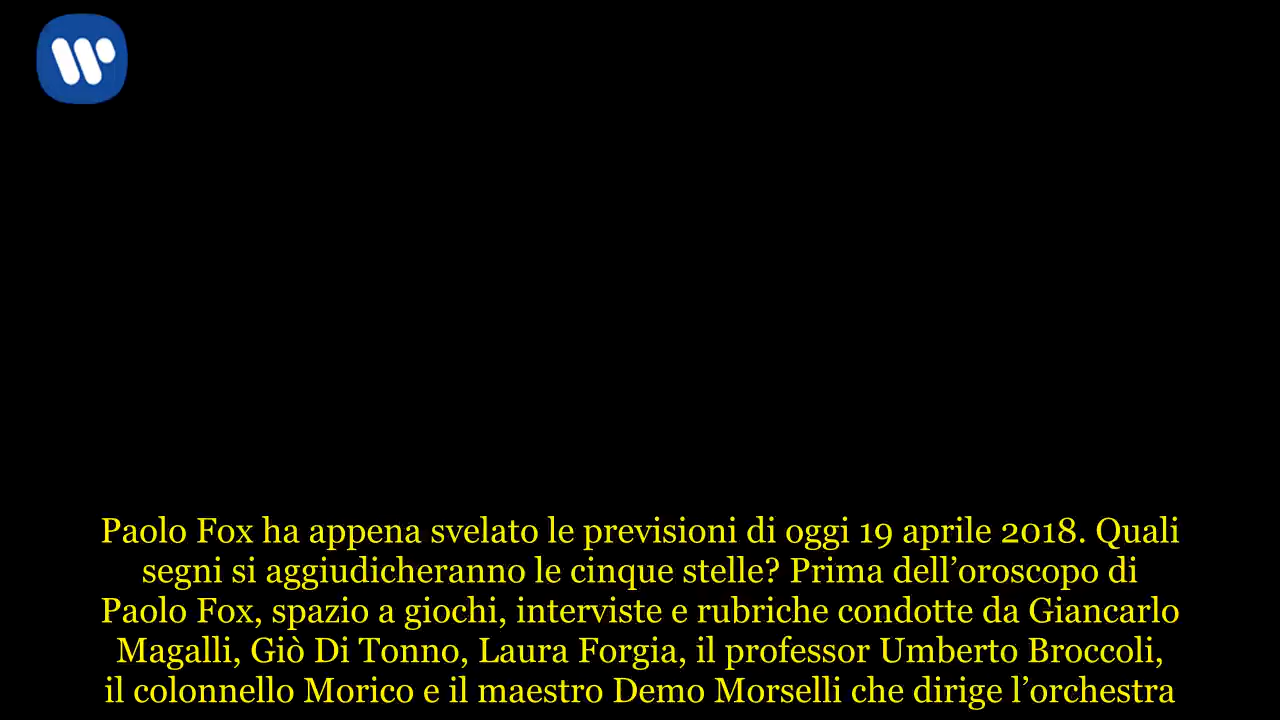 Paolo Fox ha appena svelato le previsioni di oggi 19 aprile 2018. Quali
segni si aggiudicheranno le cinque stelle? Prima dell’oroscopo di
Paolo Fox, spazio a giochi, interviste e rubriche condotte da Giancarlo
Magalli, Giò Di Tonno, Laura Forgia, il professor Umberto Broccoli,
il colonnello Morico e il maestro Demo Morselli che dirige l’orchestra